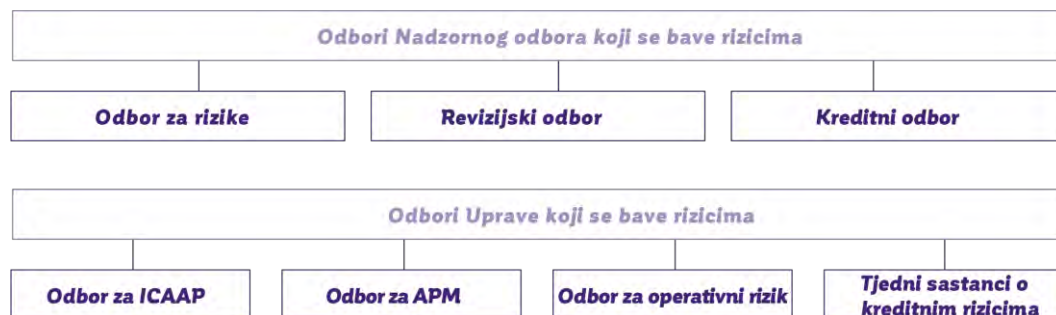 Odbori Nadzornog odbora koji se bave rizicima
Odbor za rizike
Revizijski odbor
Kreditni odbor
Odbori Uprave koji se bave rizicima
Odbor za ICAAP
Odbor za APM
Odbor za operativni rizik
Tjedni sastanci o
kreditnim rizicima